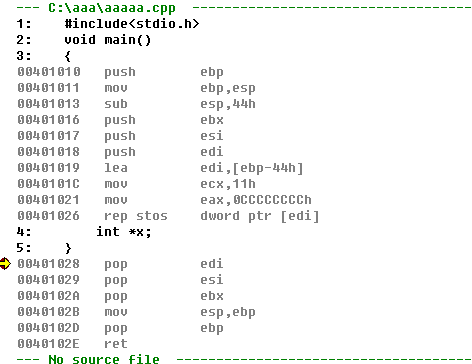 --- C:\aaa\aaaaa.cpp ---
1: #include<stdio.h>
2: void main()
3: {
00401010 push ebp
00401011 mov ebp,esp
00401013 sub esp,44h
00401016 push ebx
00401017 push esi
00401018 push edi
00401019 lea edi,[ebp-44h]
0040101C mov ecx,11h
00401021 mov eax,0CCCCCCCCh
00401026 rep stos dword ptr [edi]
4: int *x;
5: }
00401028 pop edi
00401029 pop esi
0040102A pop ebx
0040102B mov esp,ebp
0040102D pop ebp
0040102E ret
--- No source file ---